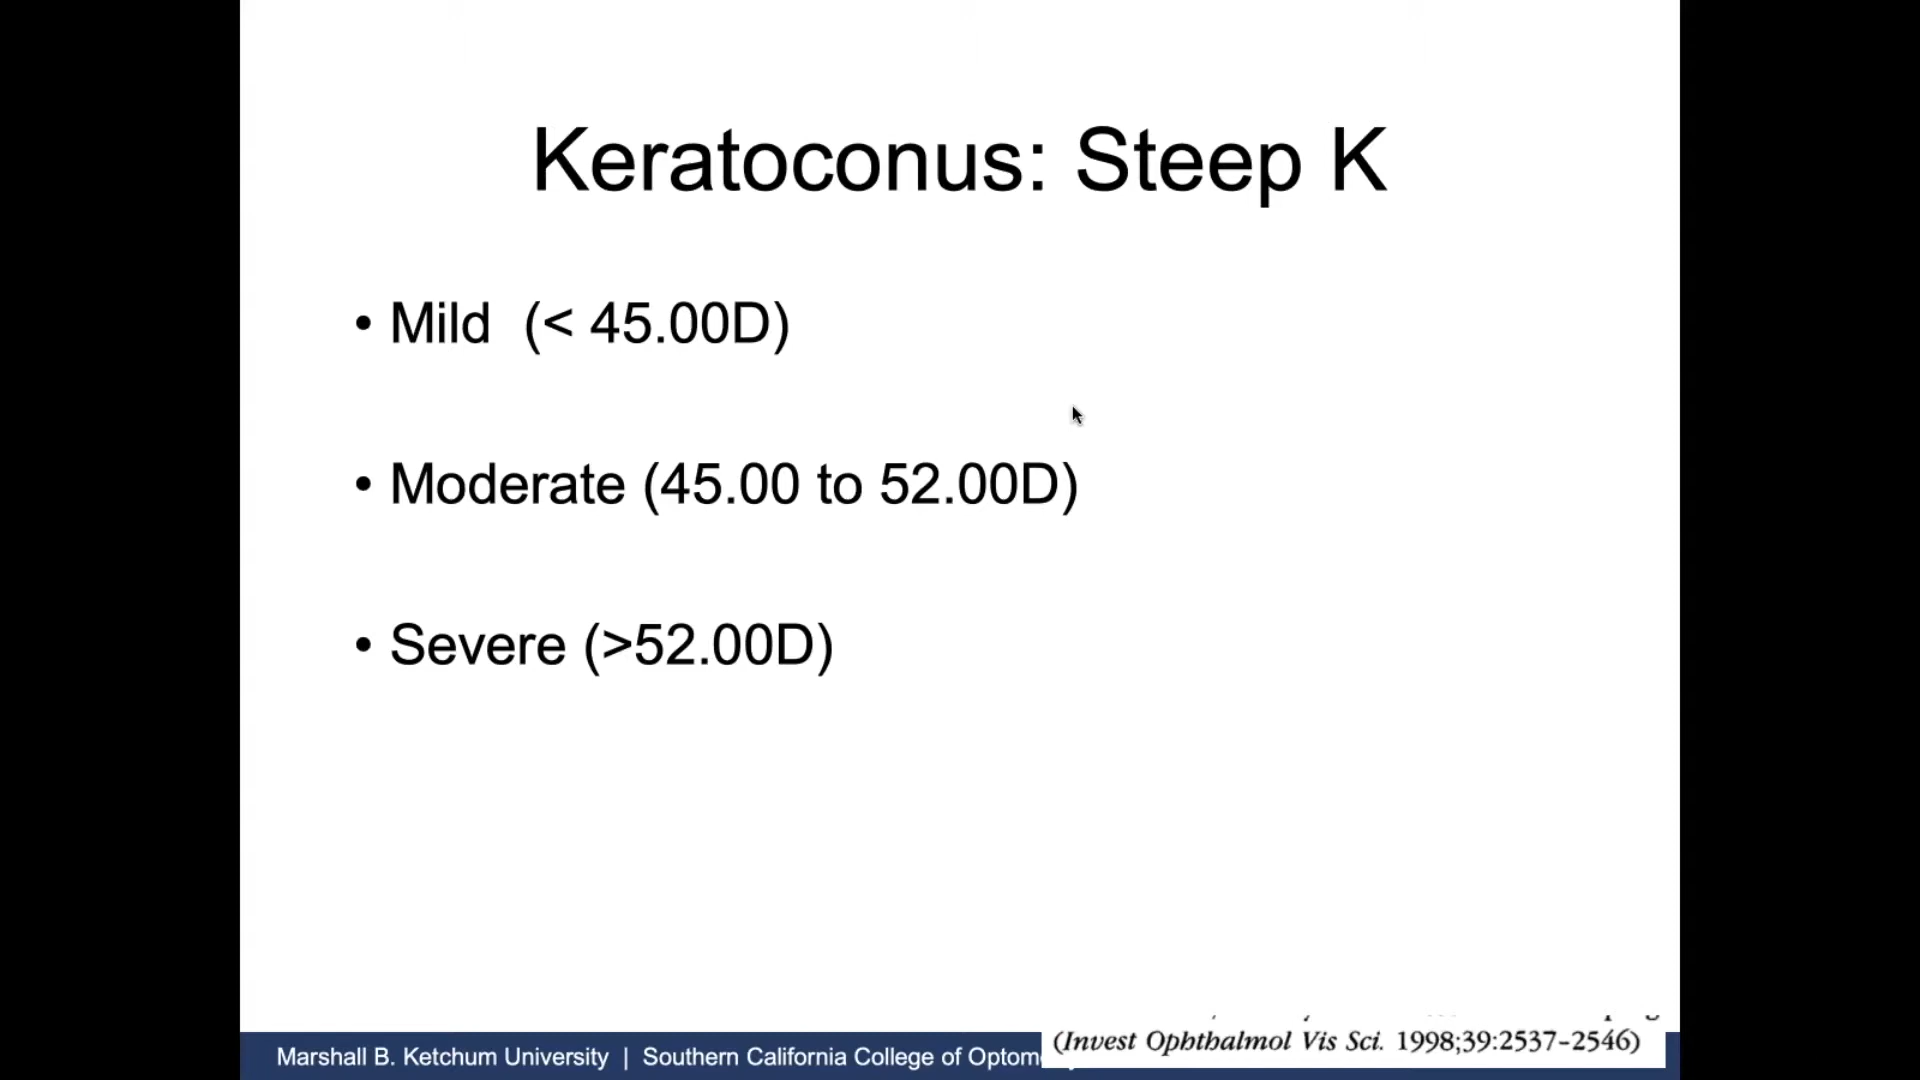 Keratoconus: Steep K
• Mild (< 45.00D)
• Moderate (45.00 to 52.00D)
• Severe (>52.00D)
(Invest Ophthalmol Vis Sci. 1998;39:2537-2546)
Marshall B. Ketchum University | Southern California College of Optom